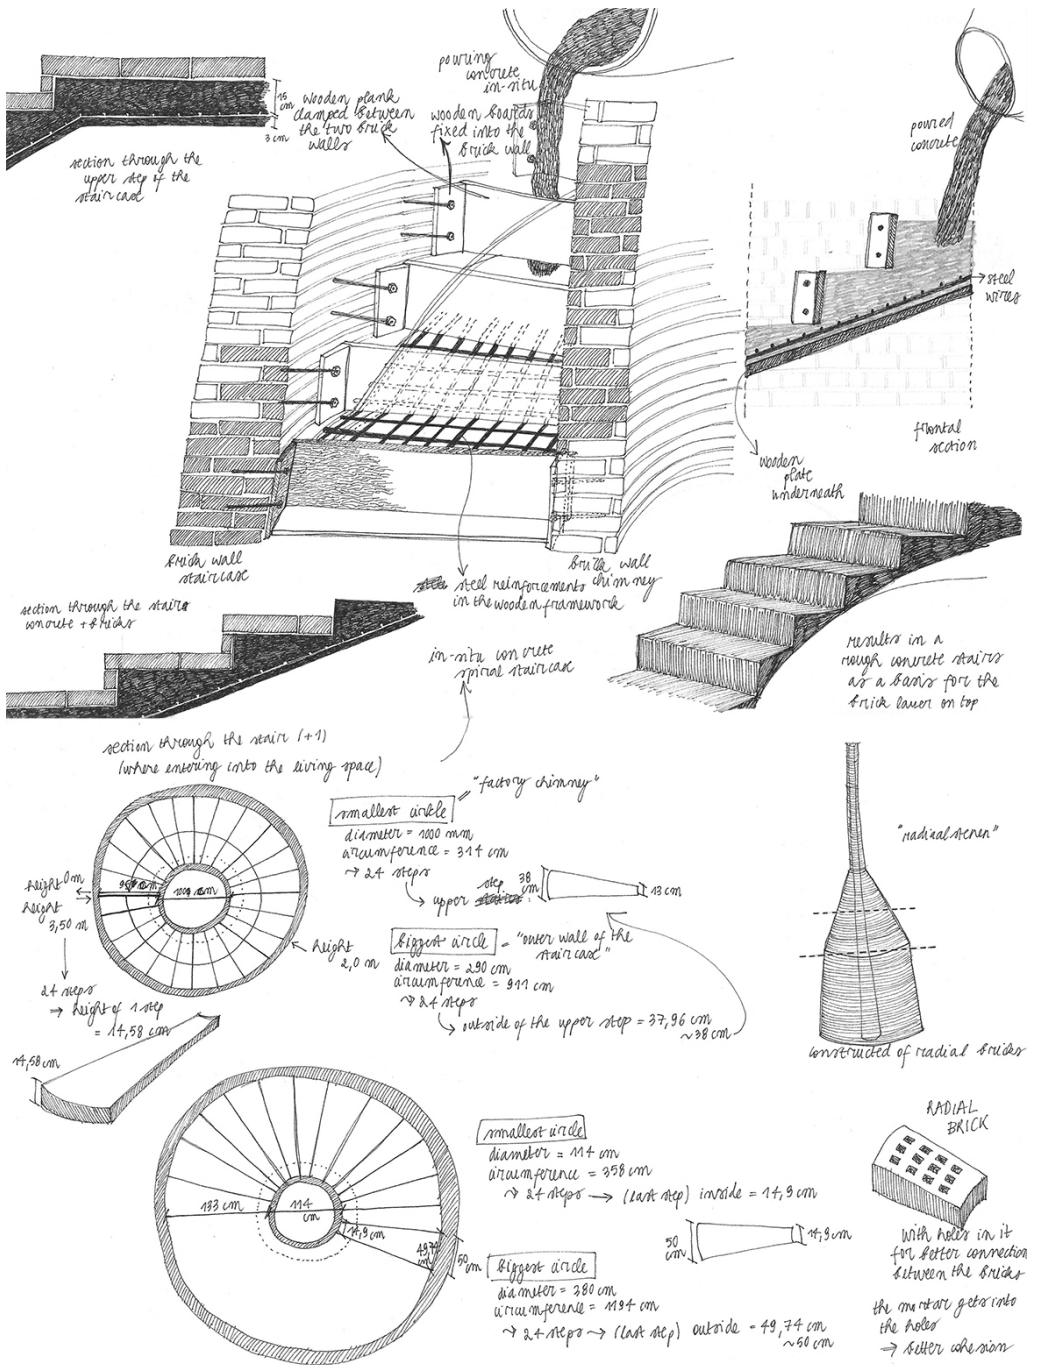 15
cm
3 cm
section through the
upper step of the
staircase
wooden plank
clamped between
the two brick
walls
pouring
concrete
in-situ
wooden boards
fixed into the
brick wall
poured
concrete
steel
wires
frontal
section
wooden
plate
underneath
brick wall
staircase
brick wall
chimney
steel reinforcements
in the wooden framework
section through the stairs
concrete + bricks
in-situ concrete
spiral staircase
results in a
rough concrete stairs
as a basis for the
brick layer on top
section through the stair (+1)
(where entering into the living space)
height 0m
height
3,50 m
24 steps
⇒ height of 1 step
= 14,58 cm
14,58 cm
height
2,0 m
smallest circle = "factory chimney"
diameter = 1000 mm
circumference = 314 cm
→ 24 steps
→ upper step
38
cm
13 cm
biggest circle = "outer wall of the
staircase"
diameter = 290 cm
circumference = 911 cm
→ 24 steps
→ outside of the upper step = 37,96 cm
~38 cm
"radiaalstenen"
constructed of radial bricks
133 cm
114
cm
14,9 cm
49,74
cm
50 cm
smallest circle
diameter = 114 cm
circumference = 358 cm
→ 24 steps → (last step) inside = 14,9 cm
50
cm
14,9 cm
biggest circle
diameter = 380 cm
circumference = 1194 cm
→ 24 steps → (last step) outside = 49,74 cm
~50 cm
RADIAL
BRICK
with holes in it
for better connection
between the bricks
the mortar gets into
the holes
⇒ better cohesion